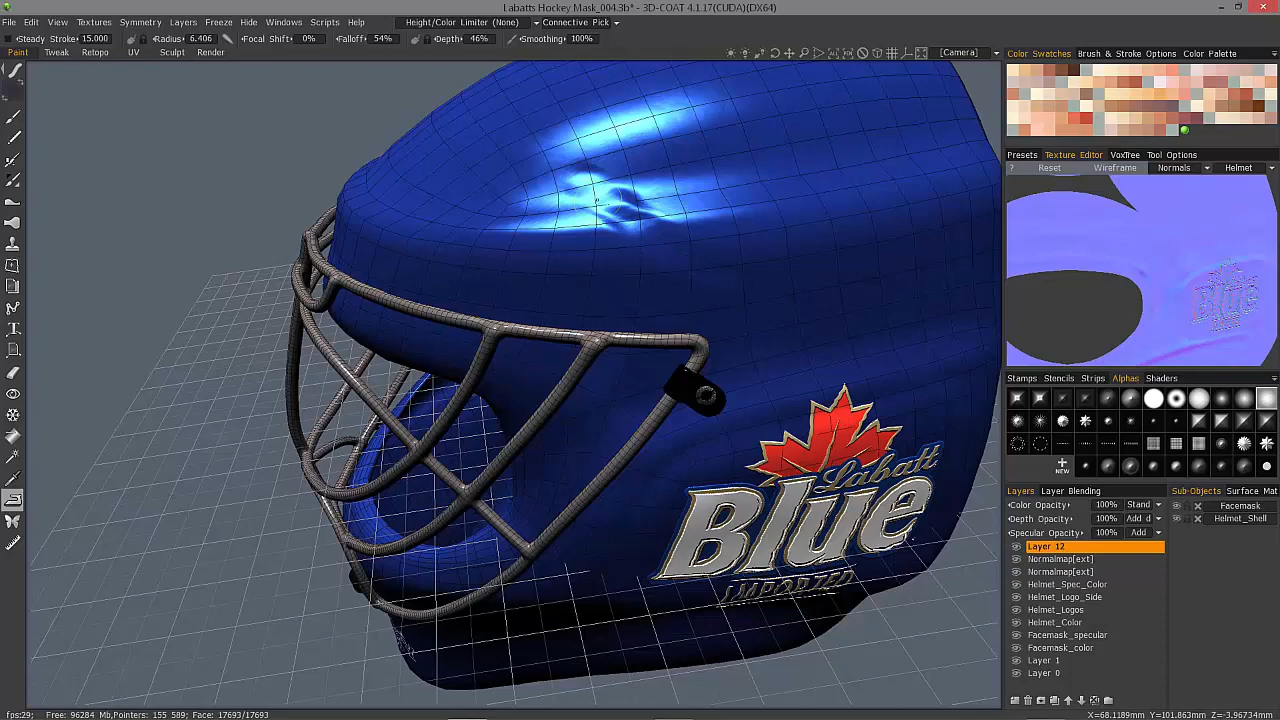 Labatts Hockey Mask_004.3b* - 3D-COAT 4.1.17(CUDA)(DX64)
File Edit View Textures Symmetry Layers Freeze Hide Windows Scripts Help Height/Color Limiter (None) Connective Pick
Steady Stroke 15.000 Radius 6.406 Focal Shift 0% Falloff 54% Depth 46% Smoothing 100%
Paint Tweak Retopo UV Sculpt Render [Camera]
Color Swatches Brush & Stroke Options Color Palette
Presets Texture Editor VoxTree Tool Options
? Reset Wireframe Normals Helmet
Blue
Labatt
Blue
IMPORTED
Stamps Stencils Strips Alphas Shaders
NEW
Layers Layer Blending Sub-Objects Surface Mat
Color Opacity 100% Stand Facemask
Depth Opacity 100% Add d Helmet_Shell
Specular Opacity 100% Add
Layer 12
Normalmap[ext]
Normalmap[ext]
Helmet_Spec_Color
Helmet_Logo_Side
Helmet_Logos
Helmet_Color
Facemask_specular
Facemask_color
Layer 1
Layer 0
fps:29; Free: 96284 Mb,Pointers: 155 589; Face: 17693/17693 X=68.1189mm Y=101.863mm Z=-3.96734mm